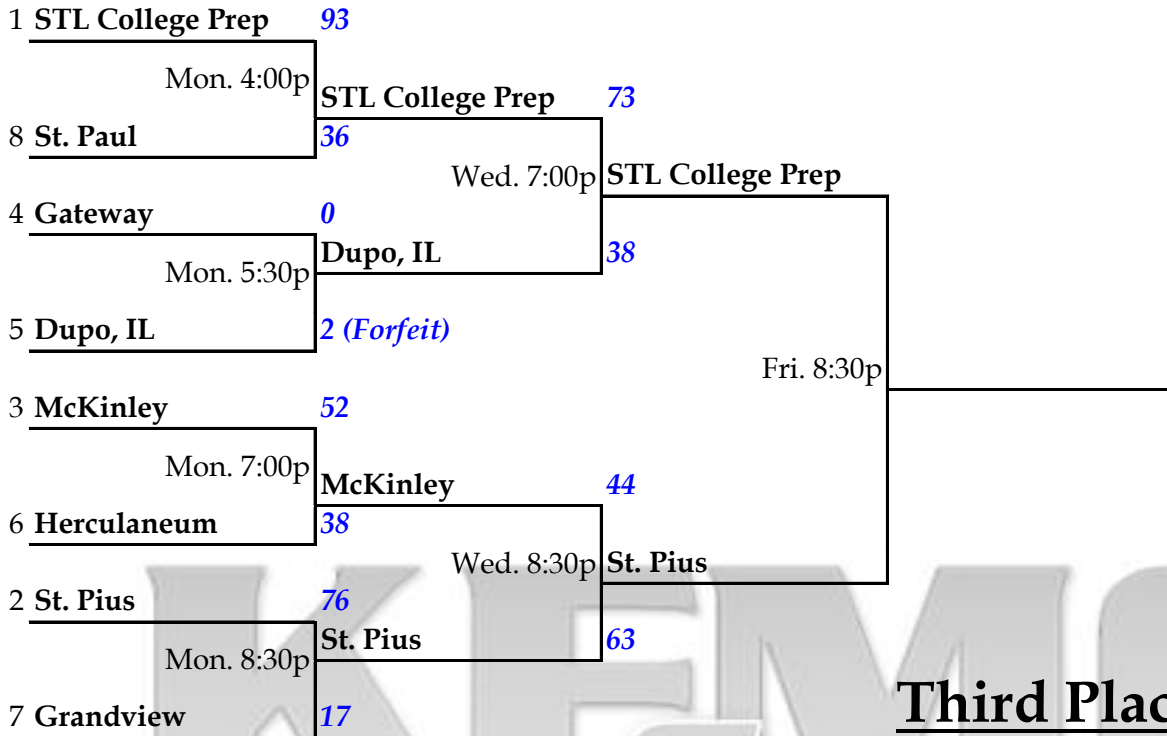 1 STL College Prep 93
Mon. 4:00p
STL College Prep 73
8 St. Paul 36
Wed. 7:00p STL College Prep
4 Gateway 0
Dupo, IL 38
Mon. 5:30p
5 Dupo, IL 2 (Forfeit)
Fri. 8:30p
3 McKinley 52
Mon. 7:00p
McKinley 44
6 Herculaneum 38
Wed. 8:30p St. Pius
2 St. Pius 76
St. Pius 63
Mon. 8:30p
7 Grandview 17
Third Plac